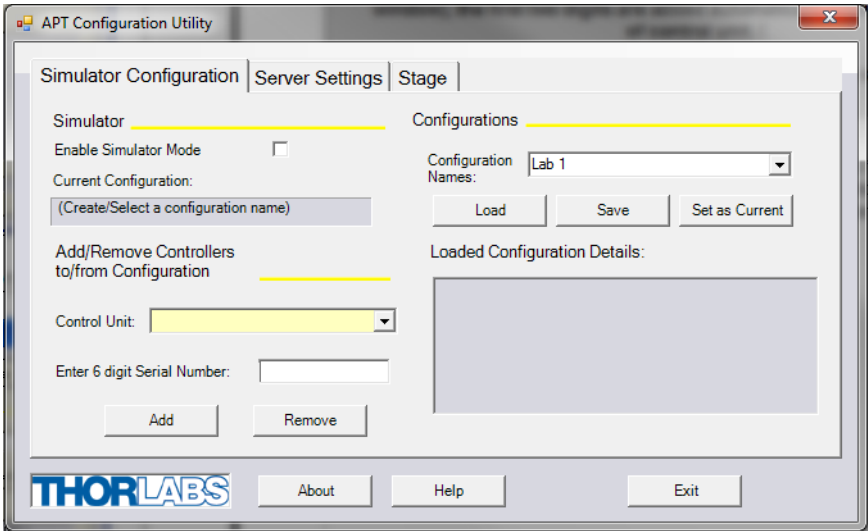 APT Configuration Utility
Simulator Configuration
Server Settings
Stage
Simulator
Enable Simulator Mode
Current Configuration:
(Create/Select a configuration name)
Add/Remove Controllers
to/from Configuration
Control Unit:
Enter 6 digit Serial Number:
Add
Remove
Configurations
Configuration
Names:
Lab 1
Load
Save
Set as Current
Loaded Configuration Details:
THORLABS
About
Help
Exit